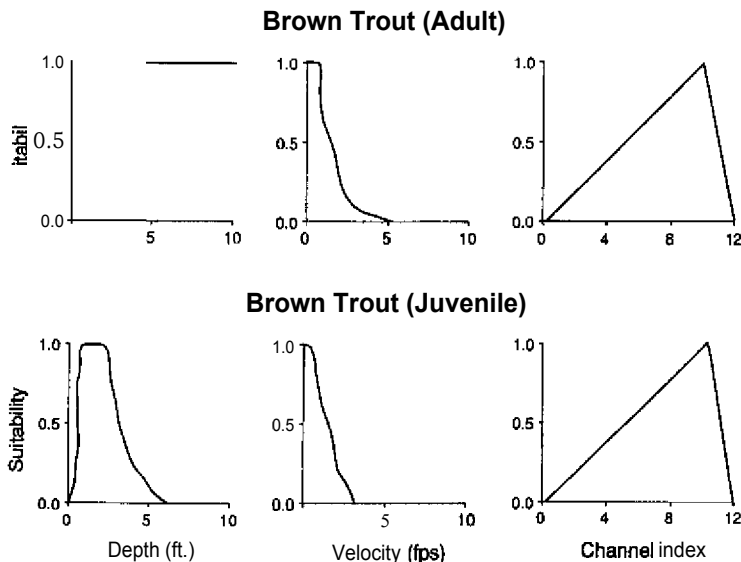 Brown Trout (Adult)
1.0 1.0 1.0
itabil 0.5 0.5 0.5
0.0 0.0 0.0
5 10 0 5 10 0 4 8 12
Brown Trout (Juvenile)
1.0 1.0 1.0
Suitability 0.5 0.5 0.5
0.0 0.0 0.0
0 5 10 0 5 10 0 4 8 12
Depth (ft.) Velocity (fps) Channel index